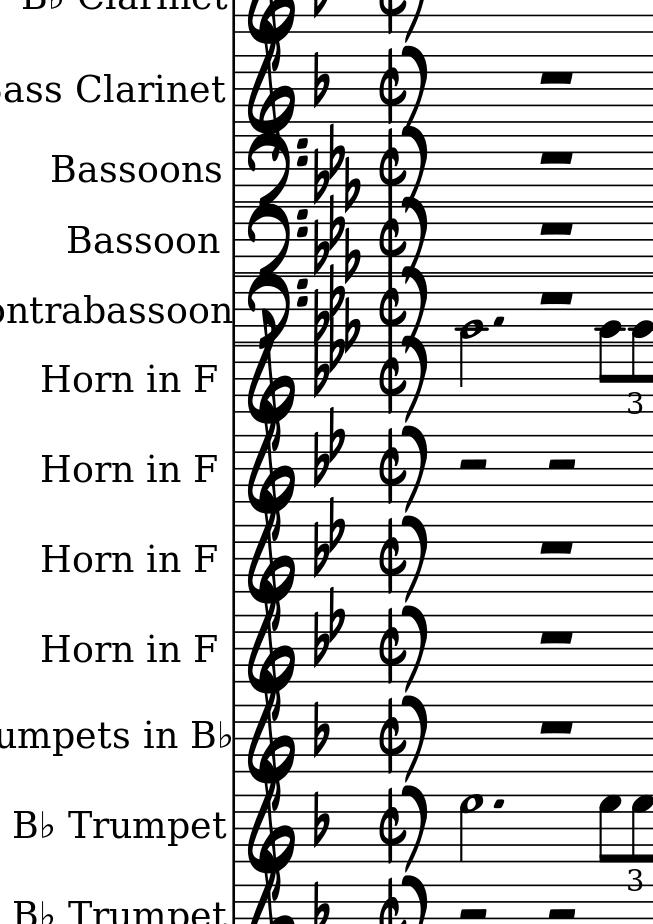 B♭ Clarinet
ass Clarinet
Bassoons
Bassoon
ontrabassoon
Horn in F
3
Horn in F
Horn in F
Horn in F
umpets in B♭
B♭ Trumpet
3
B♭ Trumpet